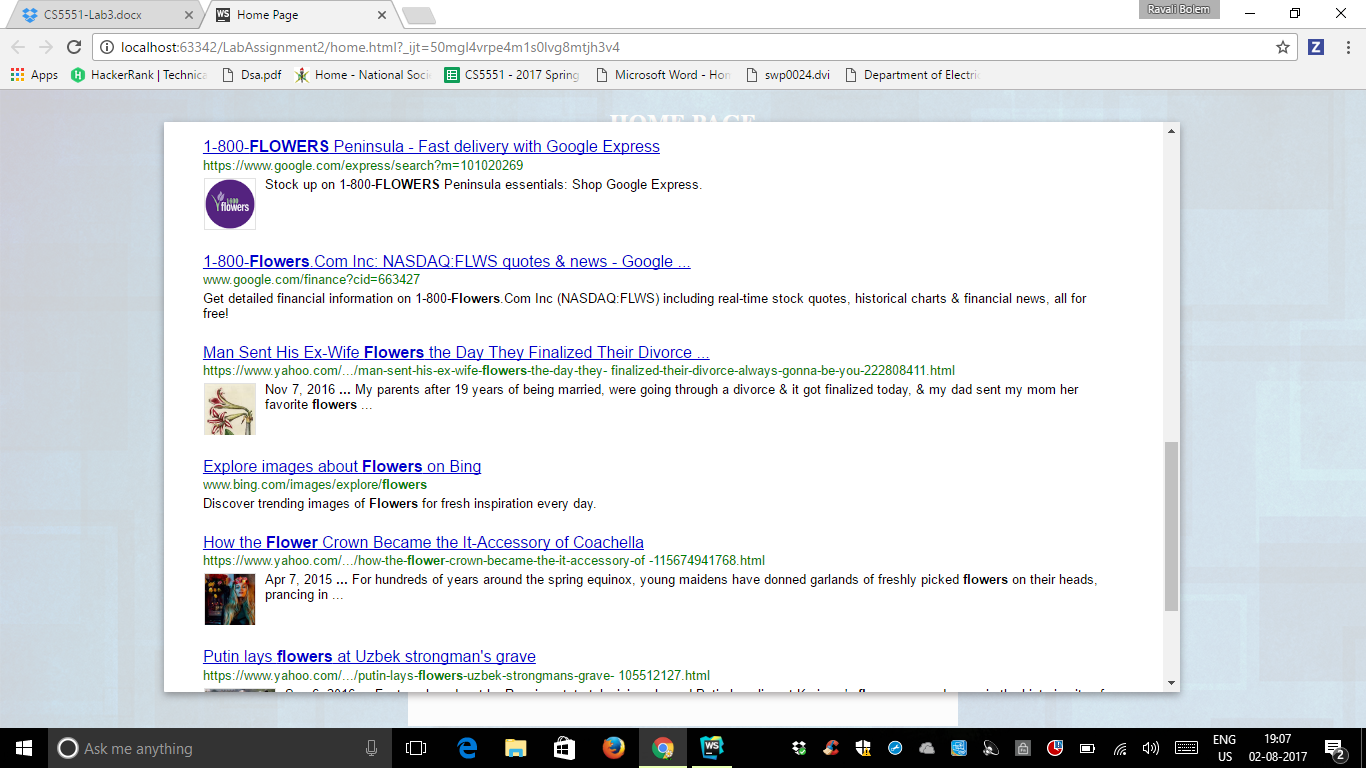 CS5551-Lab3.docx
Home Page
Ravali Bolem
localhost:63342/LabAssignment2/home.html?_ijt=50mgl4vrpe4m1s0lvg8mtjh3v4
Apps
HackerRank | Technica
Dsa.pdf
Home - National Soci
CS5551 - 2017 Spring
Microsoft Word - Hon
swp0024.dvi
Department of Electri
HOME PAGE
1-800-FLOWERS Peninsula - Fast delivery with Google Express
https://www.google.com/express/search?m=101020269
Stock up on 1-800-FLOWERS Peninsula essentials: Shop Google Express.
1-800 flowers
1-800-Flowers.Com Inc: NASDAQ:FLWS quotes & news - Google ...
www.google.com/finance?cid=663427
Get detailed financial information on 1-800-Flowers.Com Inc (NASDAQ:FLWS) including real-time stock quotes, historical charts & financial news, all for
free!
Man Sent His Ex-Wife Flowers the Day They Finalized Their Divorce ...
https://www.yahoo.com/.../man-sent-his-ex-wife-flowers-the-day-they- finalized-their-divorce-always-gonna-be-you-222808411.html
Nov 7, 2016 ... My parents after 19 years of being married, were going through a divorce & it got finalized today, & my dad sent my mom her
favorite flowers ...
Explore images about Flowers on Bing
www.bing.com/images/explore/flowers
Discover trending images of Flowers for fresh inspiration every day.
How the Flower Crown Became the It-Accessory of Coachella
https://www.yahoo.com/.../how-the-flower-crown-became-the-it-accessory-of -115674941768.html
Apr 7, 2015 ... For hundreds of years around the spring equinox, young maidens have donned garlands of freshly picked flowers on their heads,
prancing in ...
Putin lays flowers at Uzbek strongman's grave
https://www.yahoo.com/.../putin-lays-flowers-uzbek-strongmans-grave- 105512127.html
Ask me anything
ENG
US
19:07
02-08-2017
2